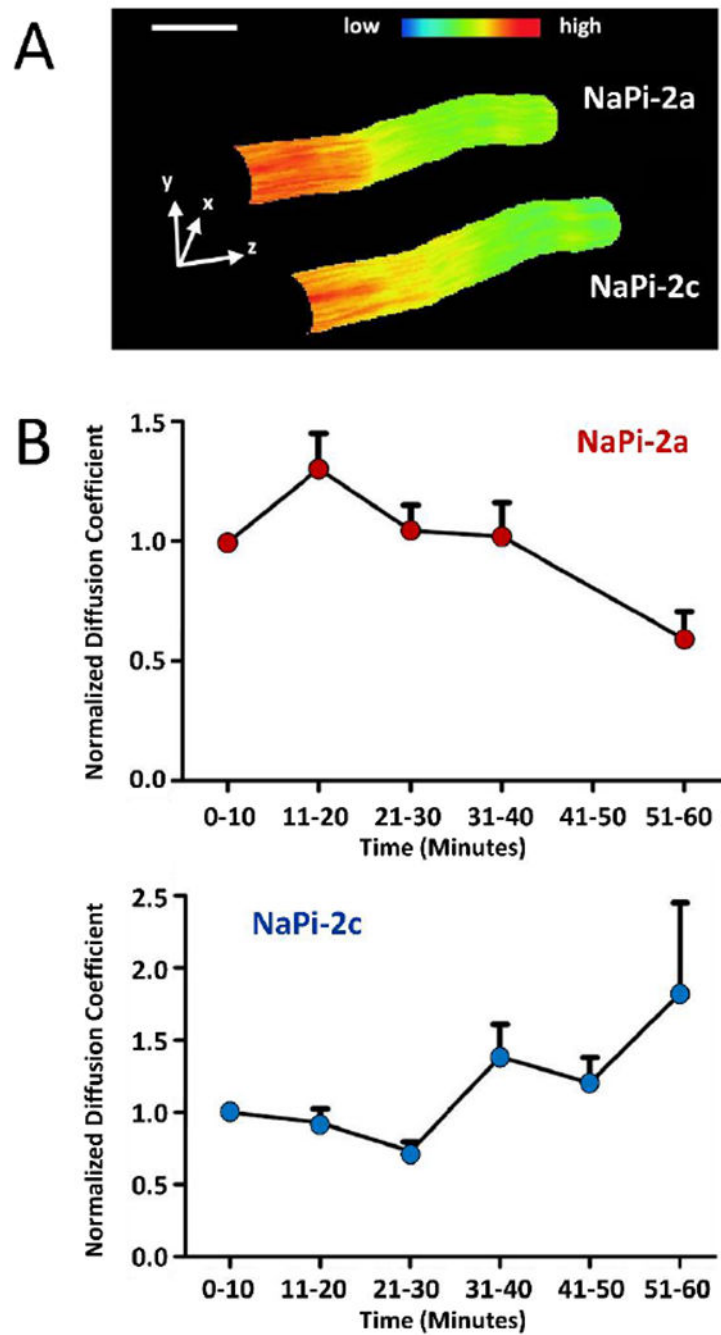 A
low high
NaPi-2a
y
x
z
NaPi-2c
B
NaPi-2a
Normalized Diffusion Coefficient
1.5
1.0
0.5
0.0
0-10 11-20 21-30 31-40 41-50 51-60
Time (Minutes)
NaPi-2c
Normalized Diffusion Coefficient
2.5
2.0
1.5
1.0
0.5
0.0
0-10 11-20 21-30 31-40 41-50 51-60
Time (Minutes)